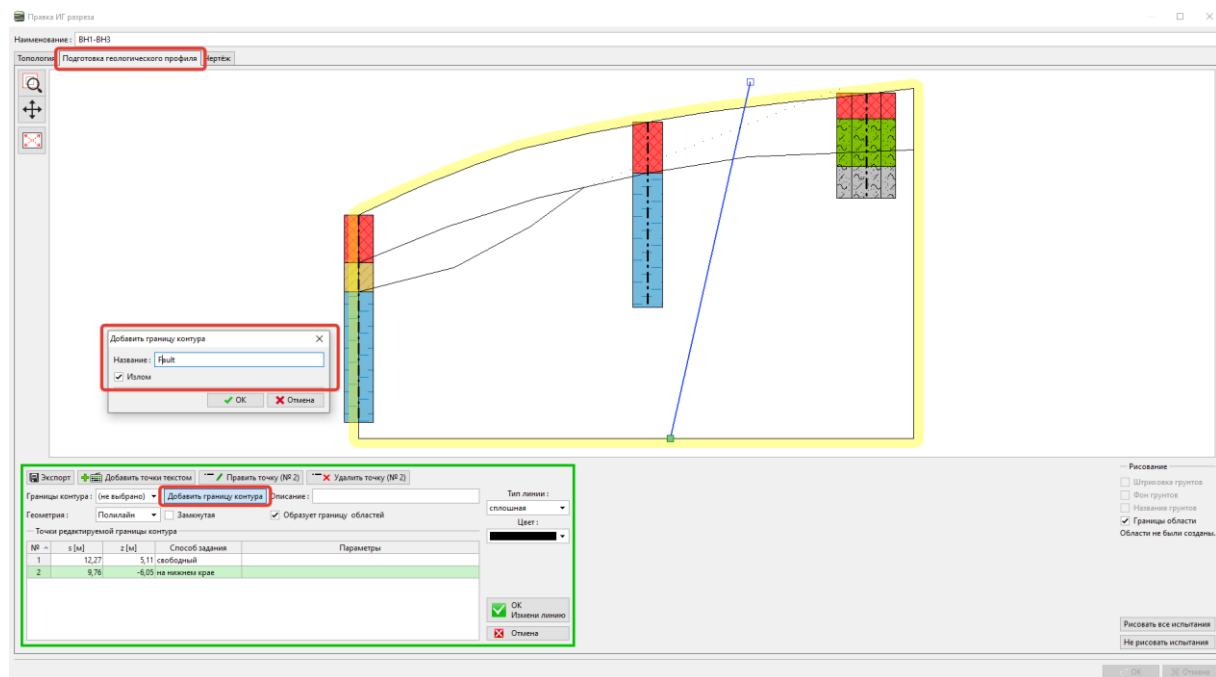 Правка ИГ разреза
Наименование : BH1-BH3
Топология Подготовка геологического профиля Чертёж
Добавить границу контура
Название : Fault
Излом
OK Отмена
Экспорт Добавить точки текстом Править точку (№ 2) Удалить точку (№ 2)
Границы контура : (не выбрано) Добавить границу контура Описание :
Геометрия : Полилайн Замкнутая Образует границу областей
Точки редактируемой границы контура
№ s [м] z [м] Способ задания Параметры
1 12,27 5,11 свободный
2 9,76 -6,05 на нижнем крае
Тип линии :
сплошная
Цвет :
OK
Измени линию
Отмена
Рисование
Штриховка грунтов
Фон грунтов
Названия грунтов
Границы области
Области не были созданы.
Рисовать все испытания
Не рисовать испытания
OK Отмена